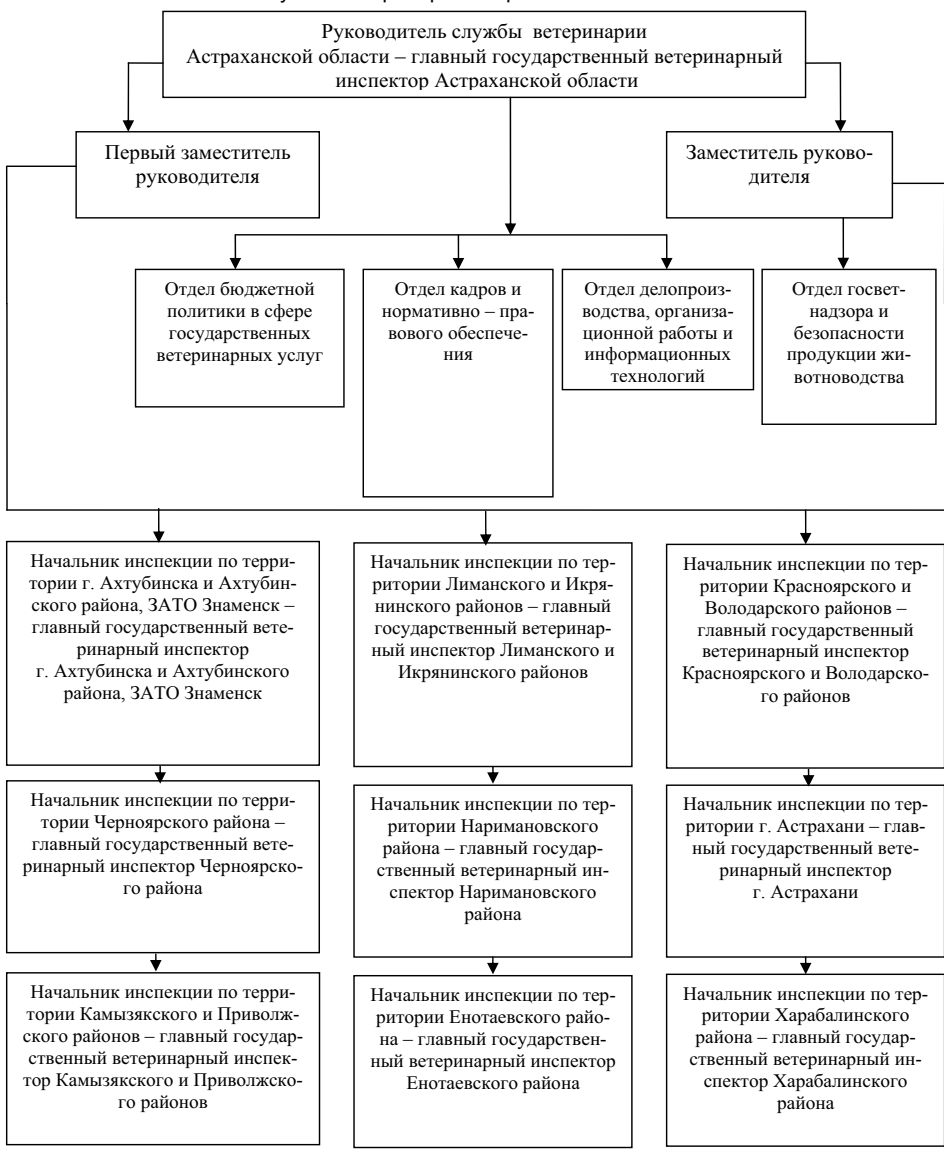 Руководитель службы ветеринарии
Астраханской области – главный государственный ветеринарный
инспектор Астраханской области
Первый заместитель
руководителя
Заместитель руково-
дителя
Отдел бюджетной
политики в сфере
государственных
ветеринарных услуг
Отдел кадров и
нормативно – пра-
вового обеспече-
ния
Отдел делопроиз-
водства, организа-
ционной работы и
информационных
технологий
Отдел госвет-
надзора и
безопасности
продукции жи-
вотноводства
Начальник инспекции по терри-
тории г. Ахтубинска и Ахтубин-
ского района, ЗАТО Знаменск –
главный государственный вете-
ринарный инспектор
г. Ахтубинска и Ахтубинского
района, ЗАТО Знаменск
Начальник инспекции по тер-
ритории Лиманского и Икря-
нинского районов – главный
государственный ветеринар-
ный инспектор Лиманского и
Икрянинского районов
Начальник инспекции по тер-
ритории Красноярского и
Володарского районов –
главный государственный
ветеринарный инспектор
Красноярского и Володарско-
го районов
Начальник инспекции по терри-
тории Черноярского района –
главный государственный вете-
ринарный инспектор Черноярско-
го района
Начальник инспекции по тер-
ритории Наримановского
района – главный государ-
ственный ветеринарный ин-
спектор Наримановского
района
Начальник инспекции по тер-
ритории г. Астрахани – глав-
ный государственный вете-
ринарный инспектор
г. Астрахани
Начальник инспекции по терри-
тории Камызякского и Приволж-
ского районов – главный государ-
ственный ветеринарный инспек-
тор Камызякского и Приволжско-
го районов
Начальник инспекции по тер-
ритории Енотаевского райо-
на – главный государствен-
ный ветеринарный инспектор
Енотаевского района
Начальник инспекции по тер-
ритории Харабалинского
района – главный государ-
ственный ветеринарный ин-
спектор Харабалинского
района